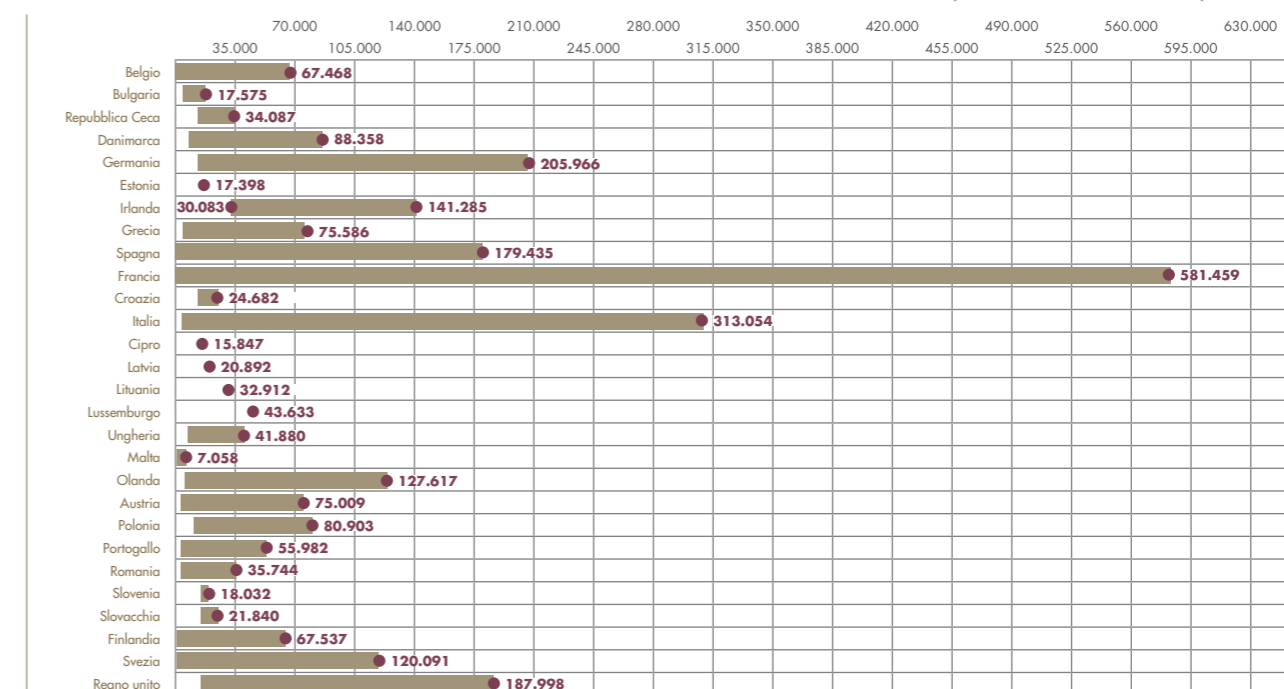 70.000 140.000 210.000 280.000 350.000 420.000 490.000 560.000 630.000
35.000 105.000 175.000 245.000 315.000 385.000 455.000 525.000 595.000
Belgio 67.468
Bulgaria 17.575
Repubblica Ceca 34.087
Danimarca 88.358
Germania 205.966
Estonia 17.398
Irlanda 30.083 141.285
Grecia 75.586
Spagna 179.435
Francia 581.459
Croazia 24.682
Italia 313.054
Cipro 15.847
Latvia 20.892
Lituania 32.912
Lussemburgo 43.633
Ungheria 41.880
Malta 7.058
Olanda 127.617
Austria 75.009
Polonia 80.903
Portogallo 55.982
Romania 35.744
Slovenia 18.032
Slovacchia 21.840
Finlandia 67.537
Svezia 120.091
Regno unito 187.998